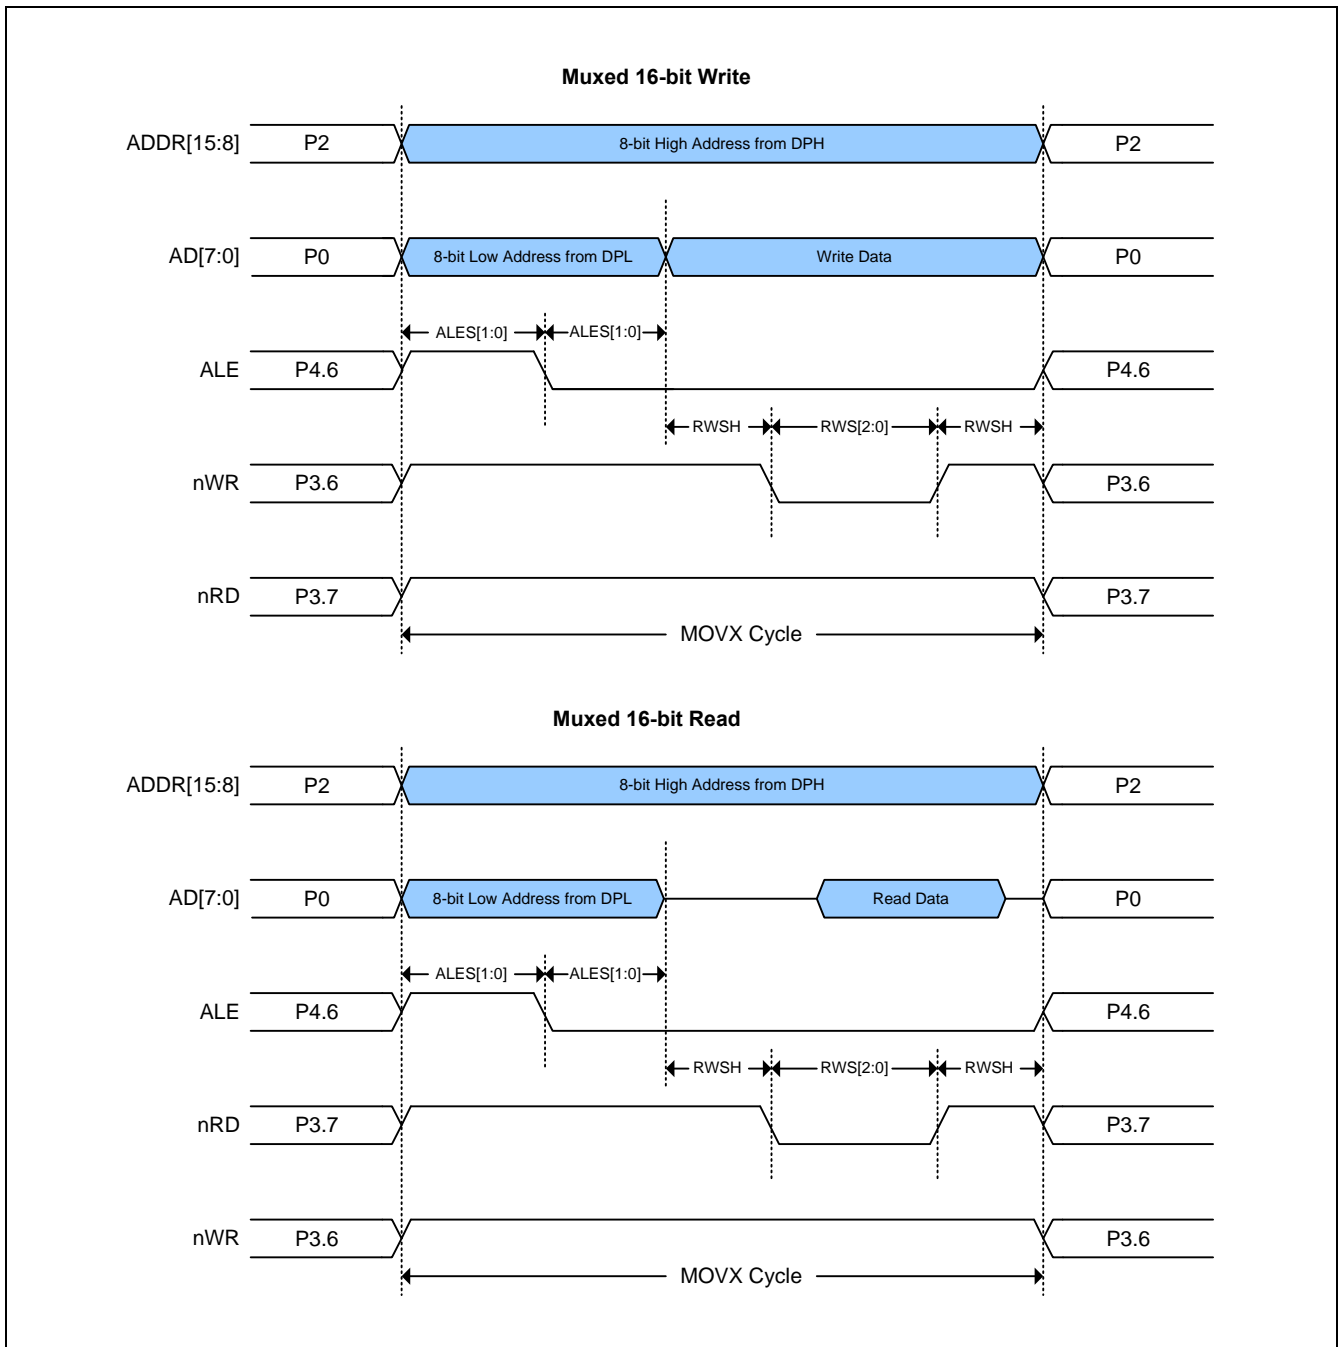 Muxed 16-bit Write
ADDR[15:8] P2 8-bit High Address from DPH P2
AD[7:0] P0 8-bit Low Address from DPL Write Data P0
ALES[1:0] ALES[1:0]
ALE P4.6 P4.6
RWSH RWS[2:0] RWSH
nWR P3.6 P3.6
nRD P3.7 P3.7
MOVX Cycle
Muxed 16-bit Read
ADDR[15:8] P2 8-bit High Address from DPH P2
AD[7:0] P0 8-bit Low Address from DPL Read Data P0
ALES[1:0] ALES[1:0]
ALE P4.6 P4.6
RWSH RWS[2:0] RWSH
nRD P3.7 P3.7
nWR P3.6 P3.6
MOVX Cycle